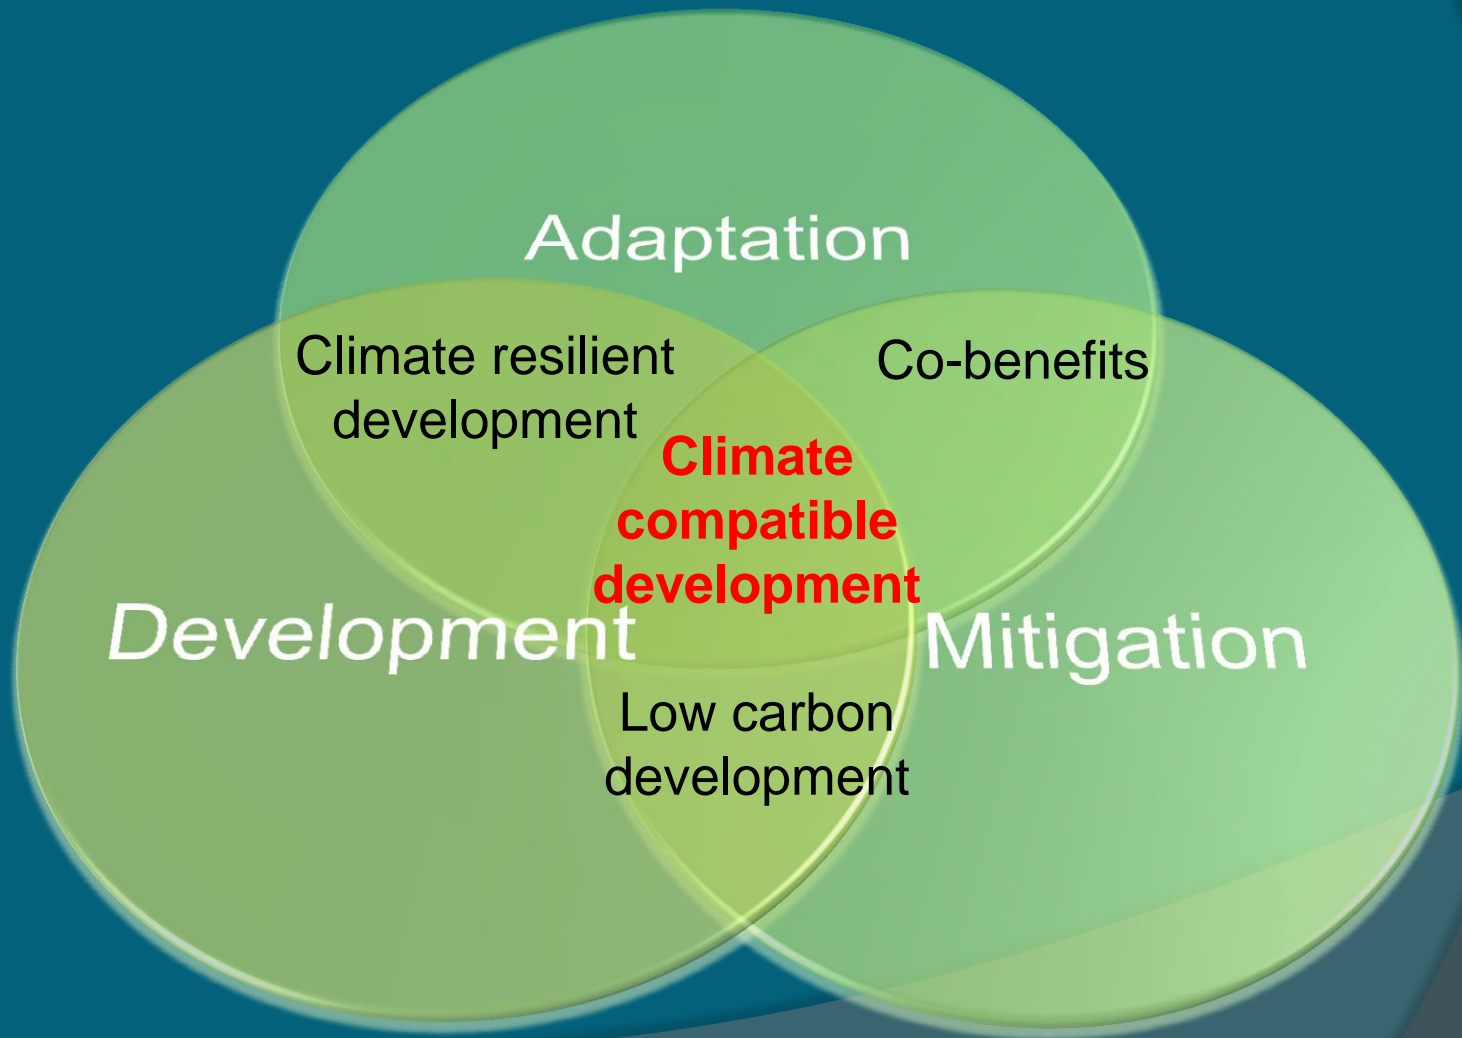 Adaptation
Climate resilient
development
Co-benefits
Climate
compatible
development
Development
Mitigation
Low carbon
development